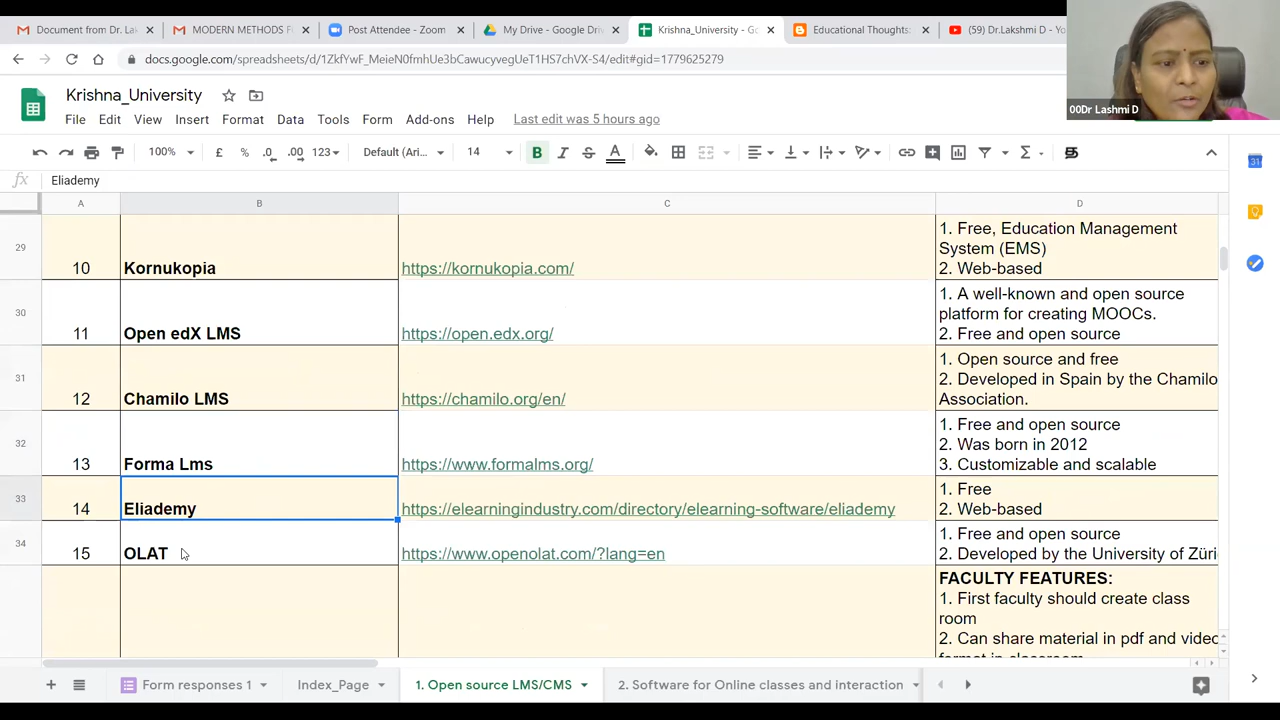 Document from Dr. Lak
MODERN METHODS F
Post Attendee - Zoom
My Drive - Google Driv
Krishna_University - Go
Educational Thoughts:
(59) Dr.Lakshmi D - Yo
docs.google.com/spreadsheets/d/1ZkfYwF_MeieN0fmhUe3bCawucyvegUeT1HS7chVX-S4/edit#gid=1779625279
00Dr Lashmi D
Krishna_University
File Edit View Insert Format Data Tools Form Add-ons Help Last edit was 5 hours ago
100% £ % .0 .00 123 Default (Ari... 14 B I S A
fx Eliademy
A B C D
29 10 Kornukopia https://kornukopia.com/ 1. Free, Education Management
System (EMS)
2. Web-based
30 11 Open edX LMS https://open.edx.org/ 1. A well-known and open source
platform for creating MOOCs.
2. Free and open source
31 12 Chamilo LMS https://chamilo.org/en/ 1. Open source and free
2. Developed in Spain by the Chamilo
Association.
32 13 Forma Lms https://www.formalms.org/ 1. Free and open source
2. Was born in 2012
3. Customizable and scalable
33 14 Eliademy https://elearningindustry.com/directory/elearning-software/eliademy 1. Free
2. Web-based
34 15 OLAT https://www.openolat.com/?lang=en 1. Free and open source
2. Developed by the University of Züri
FACULTY FEATURES:
1. First faculty should create class
room
2. Can share material in pdf and video
format in classroom
Form responses 1 Index_Page 1. Open source LMS/CMS 2. Software for Online classes and interaction